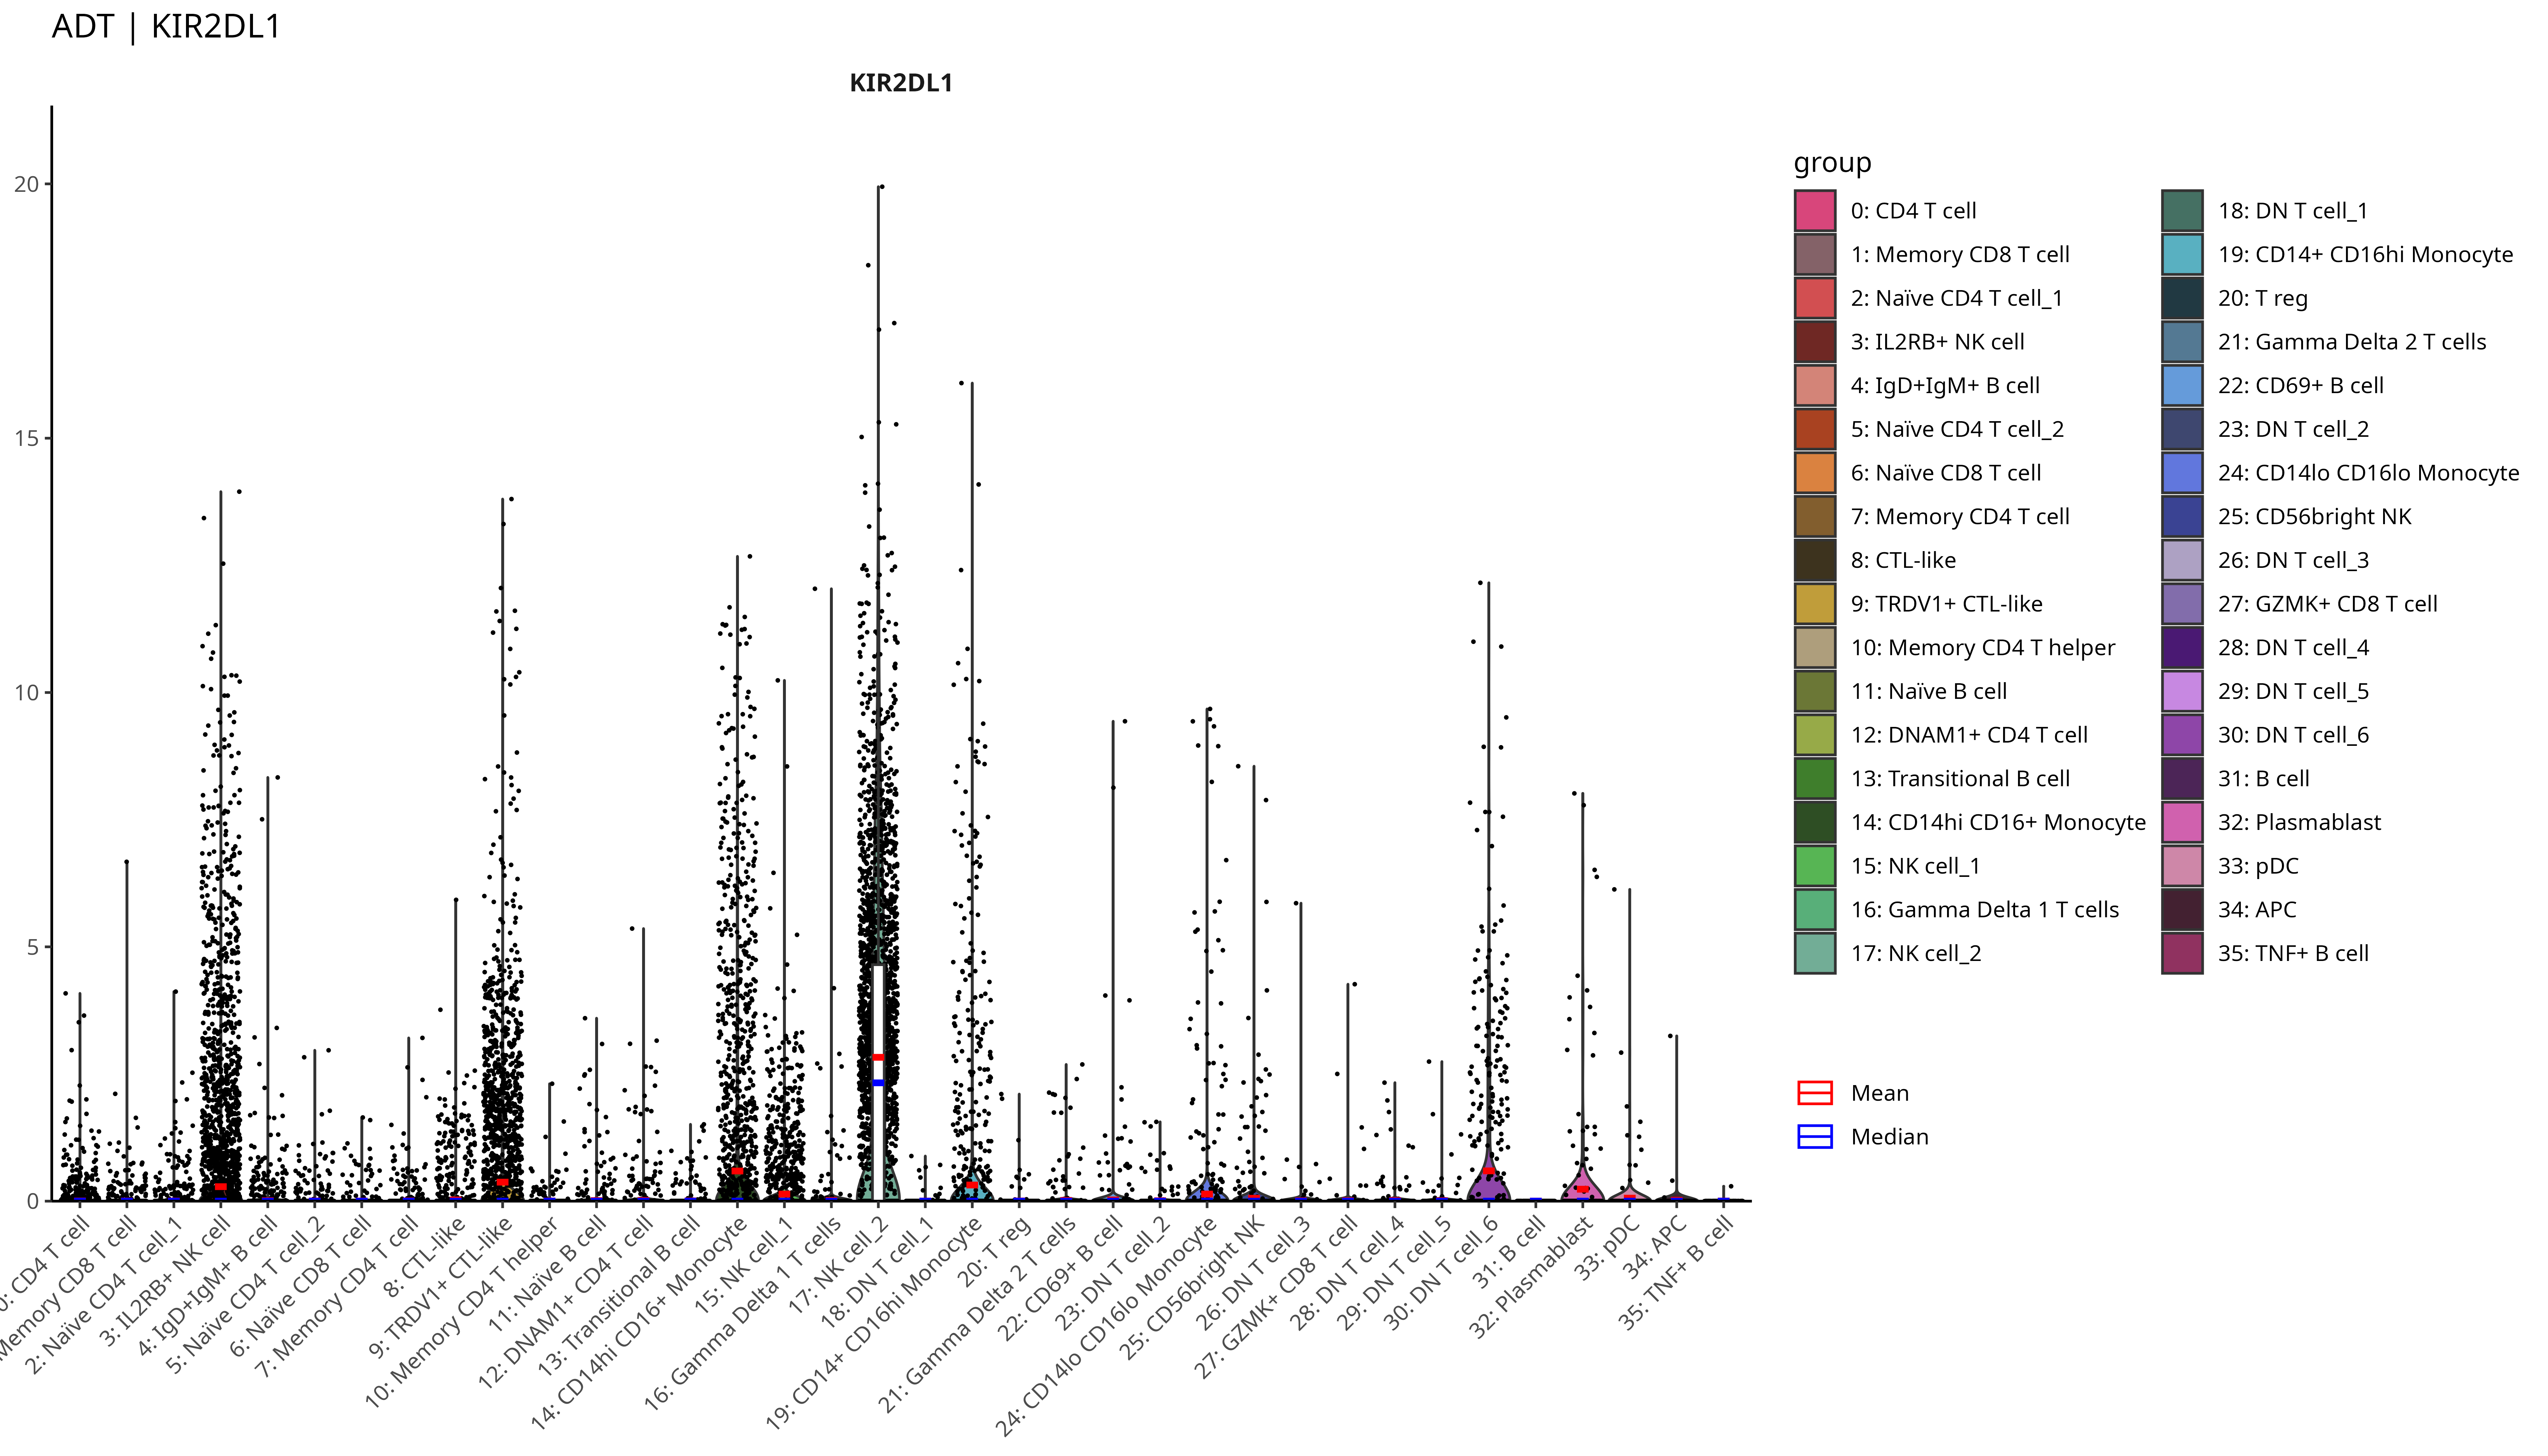 ADT | KIR2DL1
KIR2DL1
20
15
10
5
0
0: CD4 T cell
Memory CD8 T cell
2: Naïve CD4 T cell_1
3: IL2RB+ NK cell
4: IgD+IgM+ B cell
5: Naïve CD4 T cell_2
6: Naïve CD8 T cell
7: Memory CD4 T cell
8: CTL-like
9: TRDV1+ CTL-like
10: Memory CD4 T helper
11: Naïve B cell
12: DNAM1+ CD4 T cell
13: Transitional B cell
14: CD14hi CD16+ Monocyte
15: NK cell_1
16: Gamma Delta 1 T cells
17: NK cell_2
18: DN T cell_1
19: CD14+ CD16hi Monocyte
20: T reg
21: Gamma Delta 2 T cells
22: CD69+ B cell
23: DN T cell_2
24: CD14lo CD16lo Monocyte
25: CD56bright NK
26: DN T cell_3
27: GZMK+ CD8 T cell
28: DN T cell_4
29: DN T cell_5
30: DN T cell_6
31: B cell
32: Plasmablast
33: pDC
34: APC
35: TNF+ B cell
group
0: CD4 T cell
1: Memory CD8 T cell
2: Naïve CD4 T cell_1
3: IL2RB+ NK cell
4: IgD+IgM+ B cell
5: Naïve CD4 T cell_2
6: Naïve CD8 T cell
7: Memory CD4 T cell
8: CTL-like
9: TRDV1+ CTL-like
10: Memory CD4 T helper
11: Naïve B cell
12: DNAM1+ CD4 T cell
13: Transitional B cell
14: CD14hi CD16+ Monocyte
15: NK cell_1
16: Gamma Delta 1 T cells
17: NK cell_2
18: DN T cell_1
19: CD14+ CD16hi Monocyte
20: T reg
21: Gamma Delta 2 T cells
22: CD69+ B cell
23: DN T cell_2
24: CD14lo CD16lo Monocyte
25: CD56bright NK
26: DN T cell_3
27: GZMK+ CD8 T cell
28: DN T cell_4
29: DN T cell_5
30: DN T cell_6
31: B cell
32: Plasmablast
33: pDC
34: APC
35: TNF+ B cell
Mean
Median